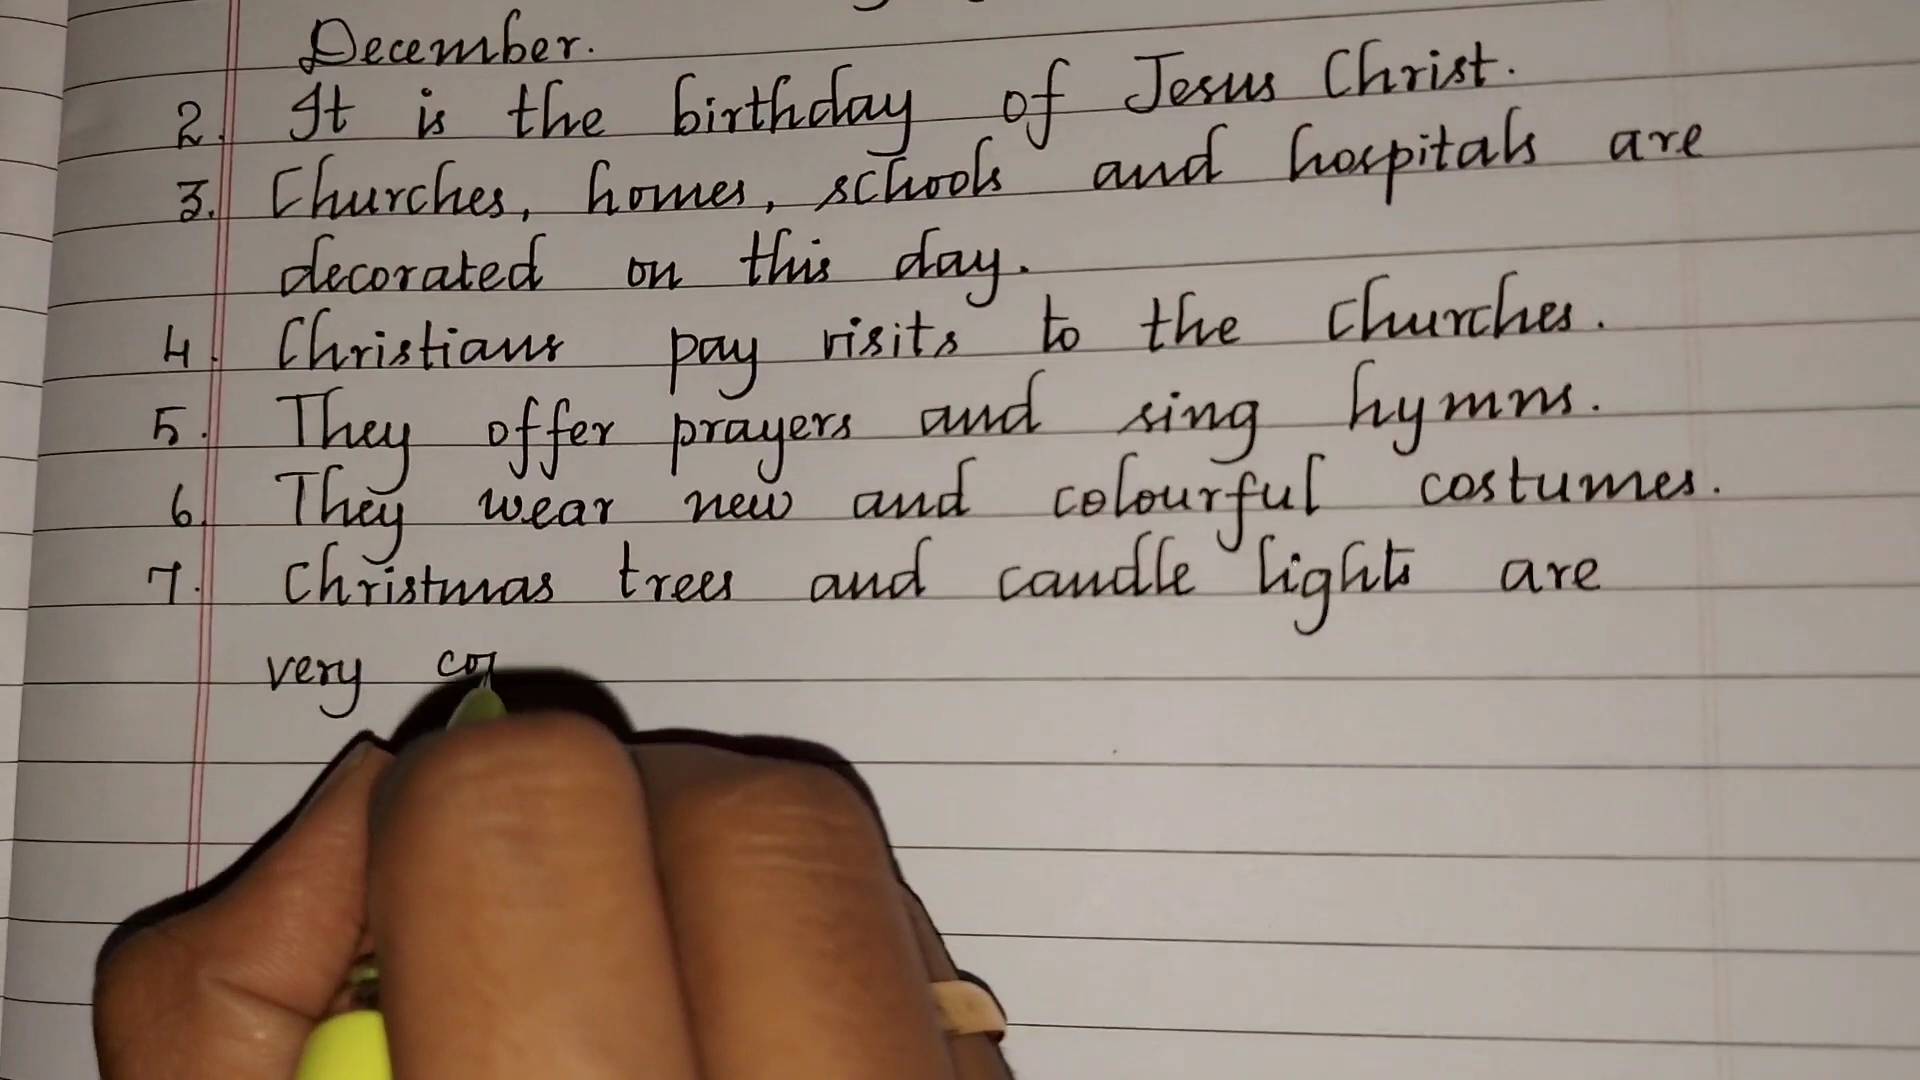 December.
2. It is the birthday of Jesus Christ.
3. Churches, homes, schools and hospitals are
decorated on this day.
4. Christians pay visits to the churches.
5. They offer prayers and sing hymns.
6. They wear new and colourful costumes.
7. Christmas trees and candle lights are
very